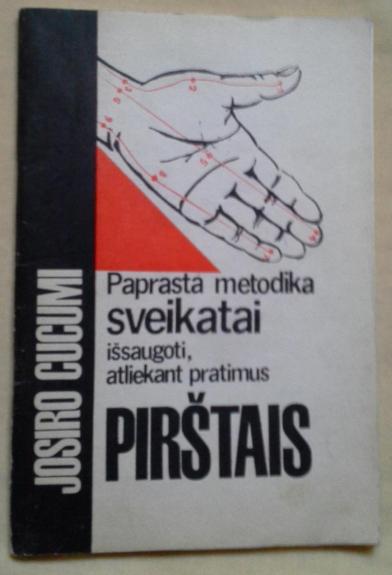 JOSIRO CUCUMI
Paprasta metodika
sveikatai
išsaugoti,
atliekant pratimus
PIRŠTAIS